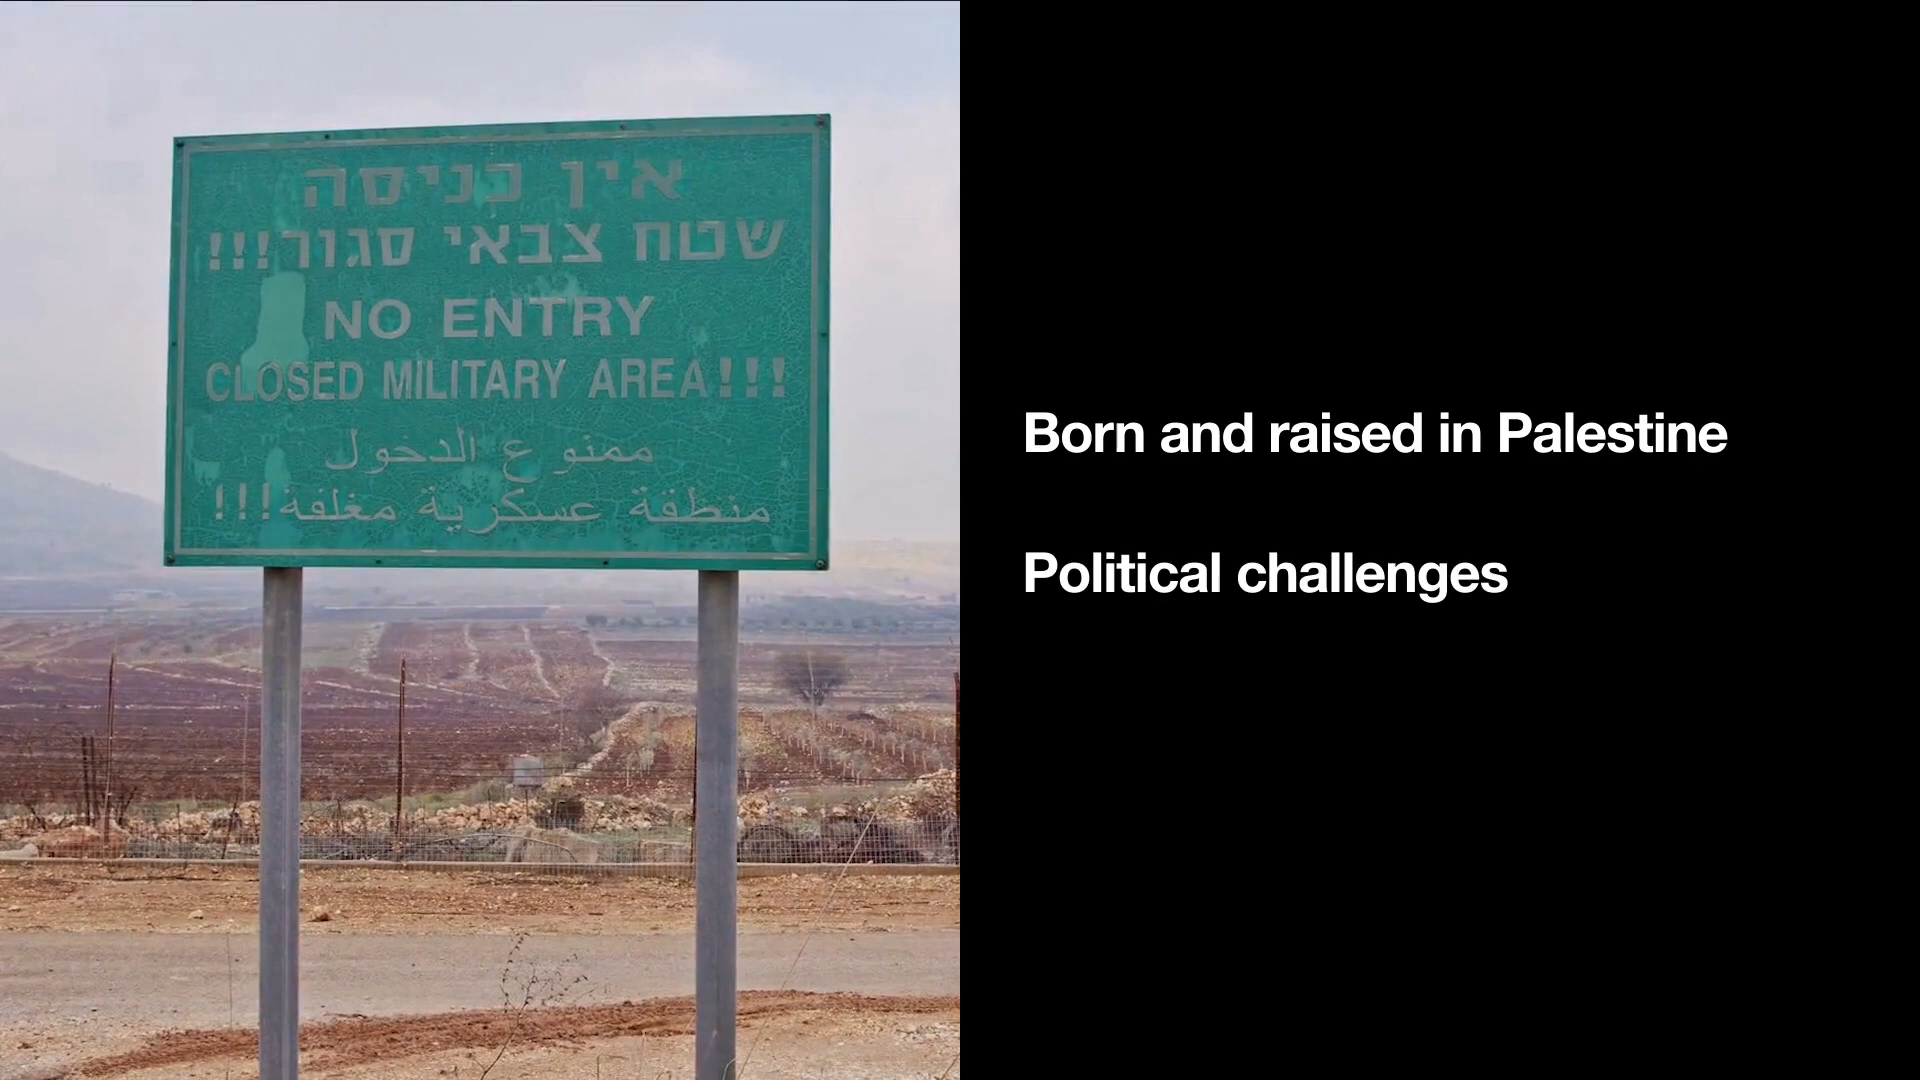 אין כניסה
שטח צבאי סגור!!!
NO ENTRY
CLOSED MILITARY AREA!!!
ممنوع الدخول
منطقة عسكرية مغلقة!!!
Born and raised in Palestine
Political challenges